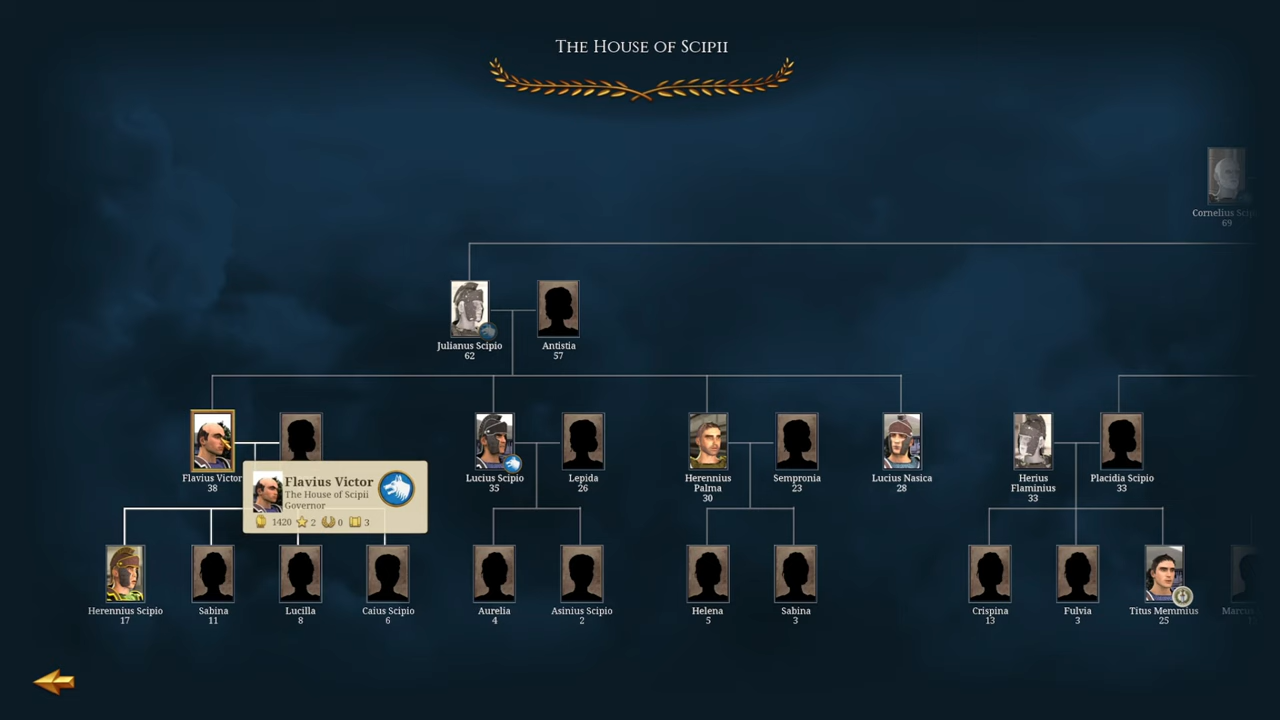 The House of Scipii
69
Julianus Scipio
62
Antistia
57
Flavius Victor
38
Lucius Scipio
35
Lepida
26
Herennius
Palma
30
Sempronia
23
Lucius Nasica
28
Herius
Flaminius
33
Placidia Scipio
33
Flavius Victor
The House of Scipii
Governor
1420 2 0 3
Herennius Scipio
17
Sabina
11
Lucilla
8
Caius Scipio
6
Aurelia
4
Asinius Scipio
2
Helena
5
Sabina
3
Crispina
13
Fulvia
3
Titus Memmius
25